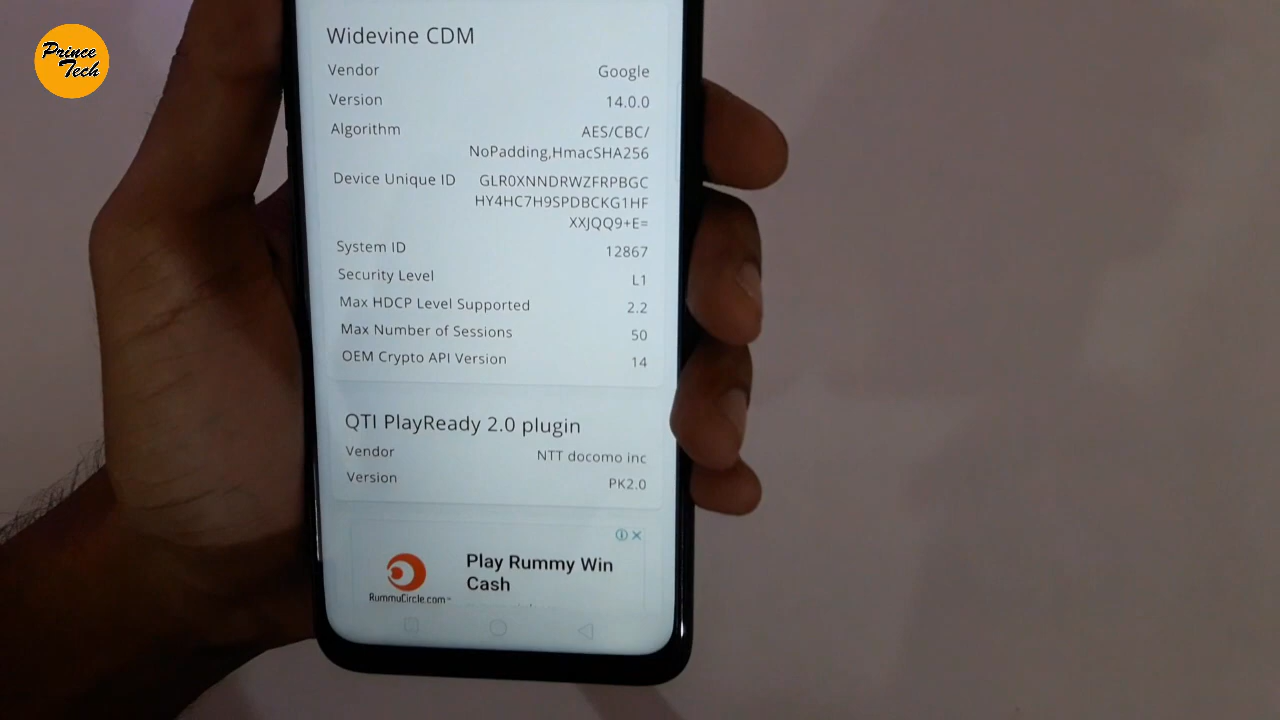 Prince
Tech
Widevine CDM
Vendor Google
Version 14.0.0
Algorithm AES/CBC/
NoPadding,HmacSHA256
Device Unique ID GLR0XNNDRWZFRPBGC
HY4HC7H9SPDBCKG1HF
XXJQQ9+E=
System ID 12867
Security Level L1
Max HDCP Level Supported 2.2
Max Number of Sessions 50
OEM Crypto API Version 14
QTI PlayReady 2.0 plugin
Vendor NTT docomo inc
Version PK2.0
Play Rummy Win
Cash
RummyCircle.com